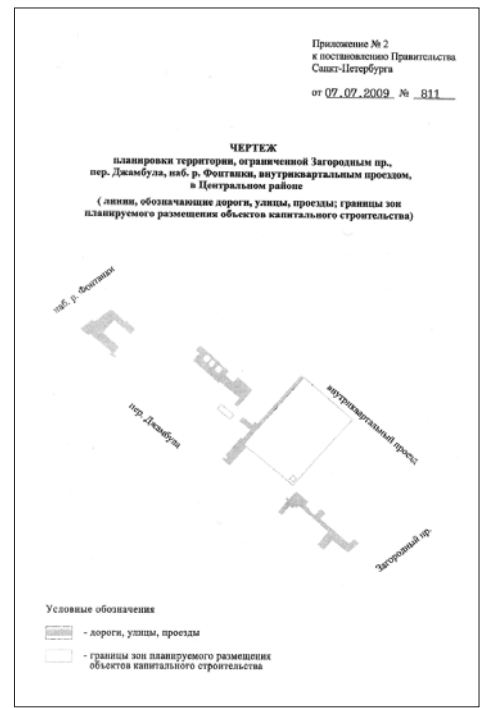 Приложение № 2
к постановлению Правительства
Санкт-Петербурга
от 07.07.2009 № 811
ЧЕРТЕЖ
планировки территории, ограниченной Загородным пр.,
пер. Джамбула, наб. р. Фонтанки, внутриквартальным проездом,
в Центральном районе
( линии, обозначающие дороги, улицы, проезды; границы зон
планируемого размещения объектов капитального строительства)
наб. р. Фонтанки
внутриквартальный проезд
пер. Джамбула
Загородный пр.
Условные обозначения
- дороги, улицы, проезды
- границы зон планируемого размещения
объектов капитального строительства